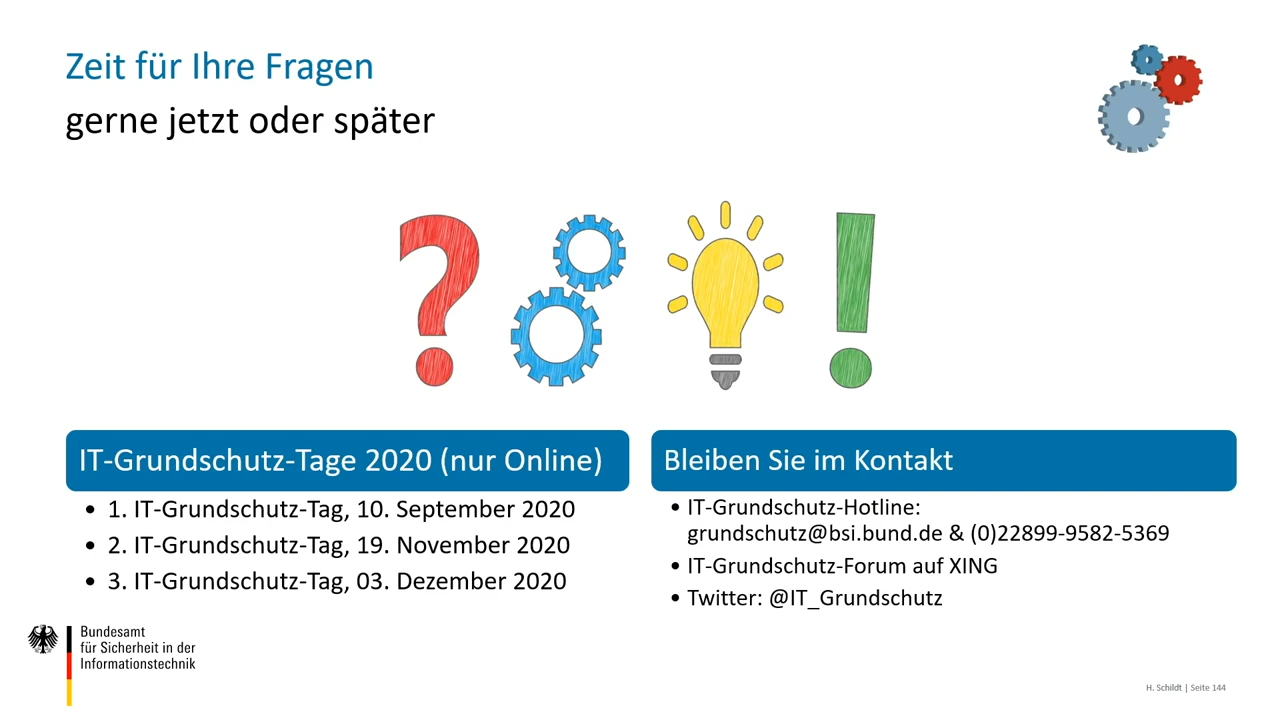 Zeit für Ihre Fragen
gerne jetzt oder später
IT-Grundschutz-Tage 2020 (nur Online)
• 1. IT-Grundschutz-Tag, 10. September 2020
• 2. IT-Grundschutz-Tag, 19. November 2020
• 3. IT-Grundschutz-Tag, 03. Dezember 2020
Bleiben Sie im Kontakt
• IT-Grundschutz-Hotline:
grundschutz@bsi.bund.de & (0)22899-9582-5369
• IT-Grundschutz-Forum auf XING
• Twitter: @IT_Grundschutz
Bundesamt
für Sicherheit in der
Informationstechnik
H. Schildt | Seite 144